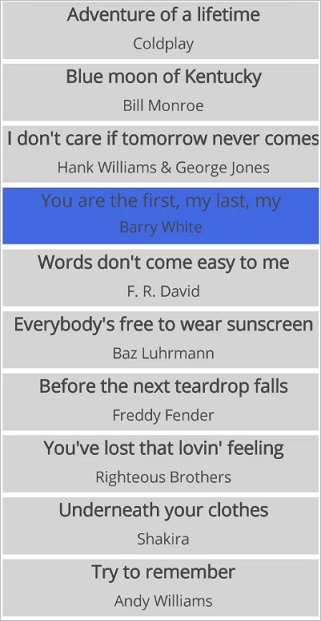 Adventure of a lifetime
Coldplay
Blue moon of Kentucky
Bill Monroe
I don't care if tomorrow never comes
Hank Williams & George Jones
You are the first, my last, my
Barry White
Words don't come easy to me
F. R. David
Everybody's free to wear sunscreen
Baz Luhrmann
Before the next teardrop falls
Freddy Fender
You've lost that lovin' feeling
Righteous Brothers
Underneath your clothes
Shakira
Try to remember
Andy Williams